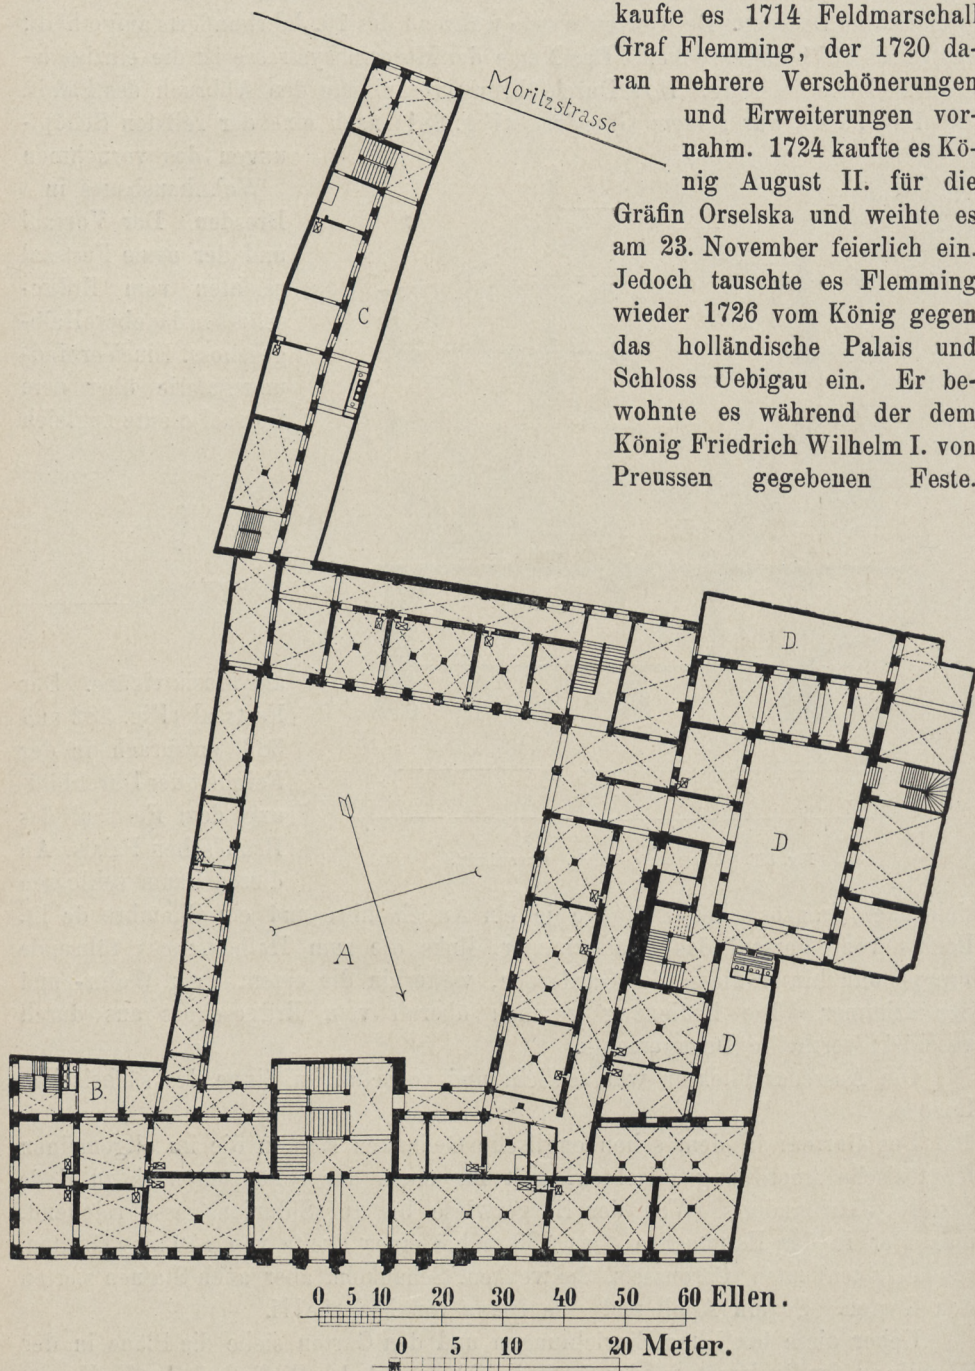 kaufte es 1714 Feldmarschall
Graf Flemming, der 1720 da-
ran mehrere Verschönerungen
und Erweiterungen vor-
nahm. 1724 kaufte es Kö-
nig August II. für die
Gräfin Orselska und weihte es
am 23. November feierlich ein.
Jedoch tauschte es Flemming
wieder 1726 vom König gegen
das holländische Palais und
Schloss Uebigau ein. Er be-
wohnte es während der dem
König Friedrich Wilhelm I. von
Preussen gegebenen Feste.
Moritzstrasse
C
D.
D
A
D
B.
0 5 10 20 30 40 50 60 Ellen.
0 5 10 20 Meter.